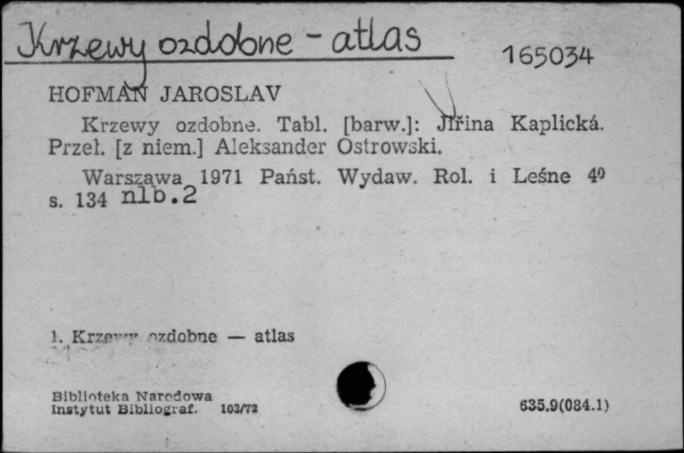 Krzewy ozdobne - atlas
165034
HOFMAN JAROSLAV
Krzewy ozdobne. Tabl. [barw.]: Jiřina Kaplická.
Przeł. [z niem.] Aleksander Ostrowski.
Warszawa 1971 Państ. Wydaw. Rol. i Leśne 4⁰
s. 134 nlb.2
1. Krzewy ozdobne — atlas
Biblioteka Narodowa
Instytut Bibliograf. 103/72
635.9(084.1)